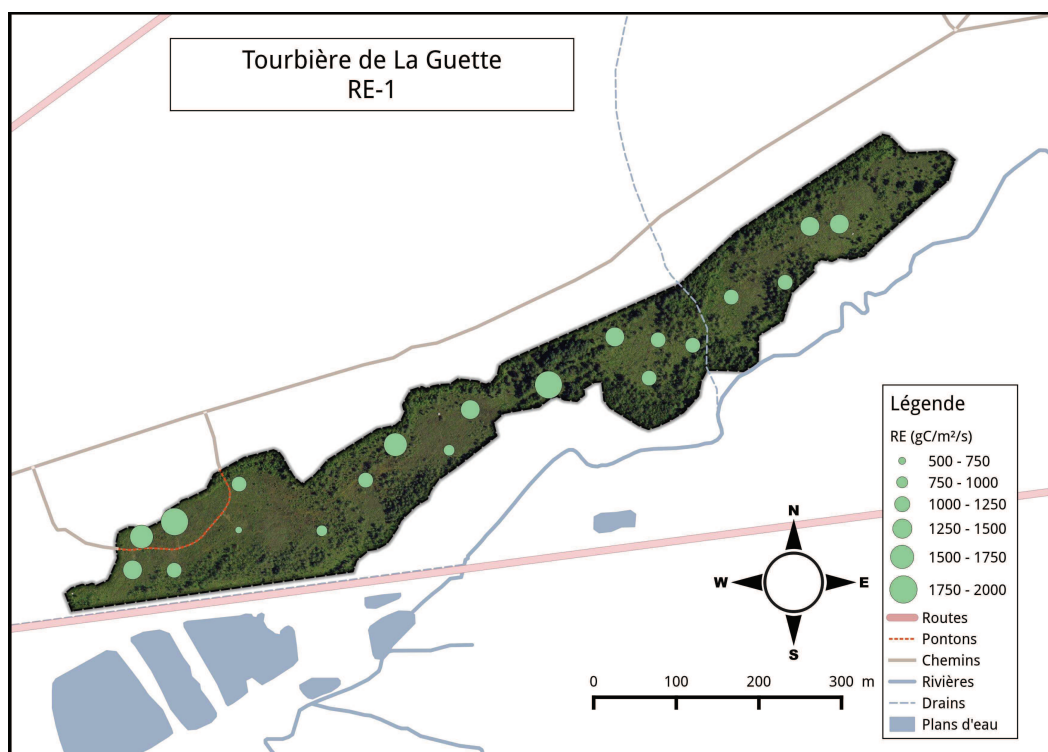 Tourbière de La Guette
RE-1
Légende
RE (gC/m²/s)
500 - 750
750 - 1000
1000 - 1250
1250 - 1500
1500 - 1750
1750 - 2000
Routes
Pontons
Chemins
Rivières
Drains
Plans d'eau
N
W E
S
0 100 200 300 m